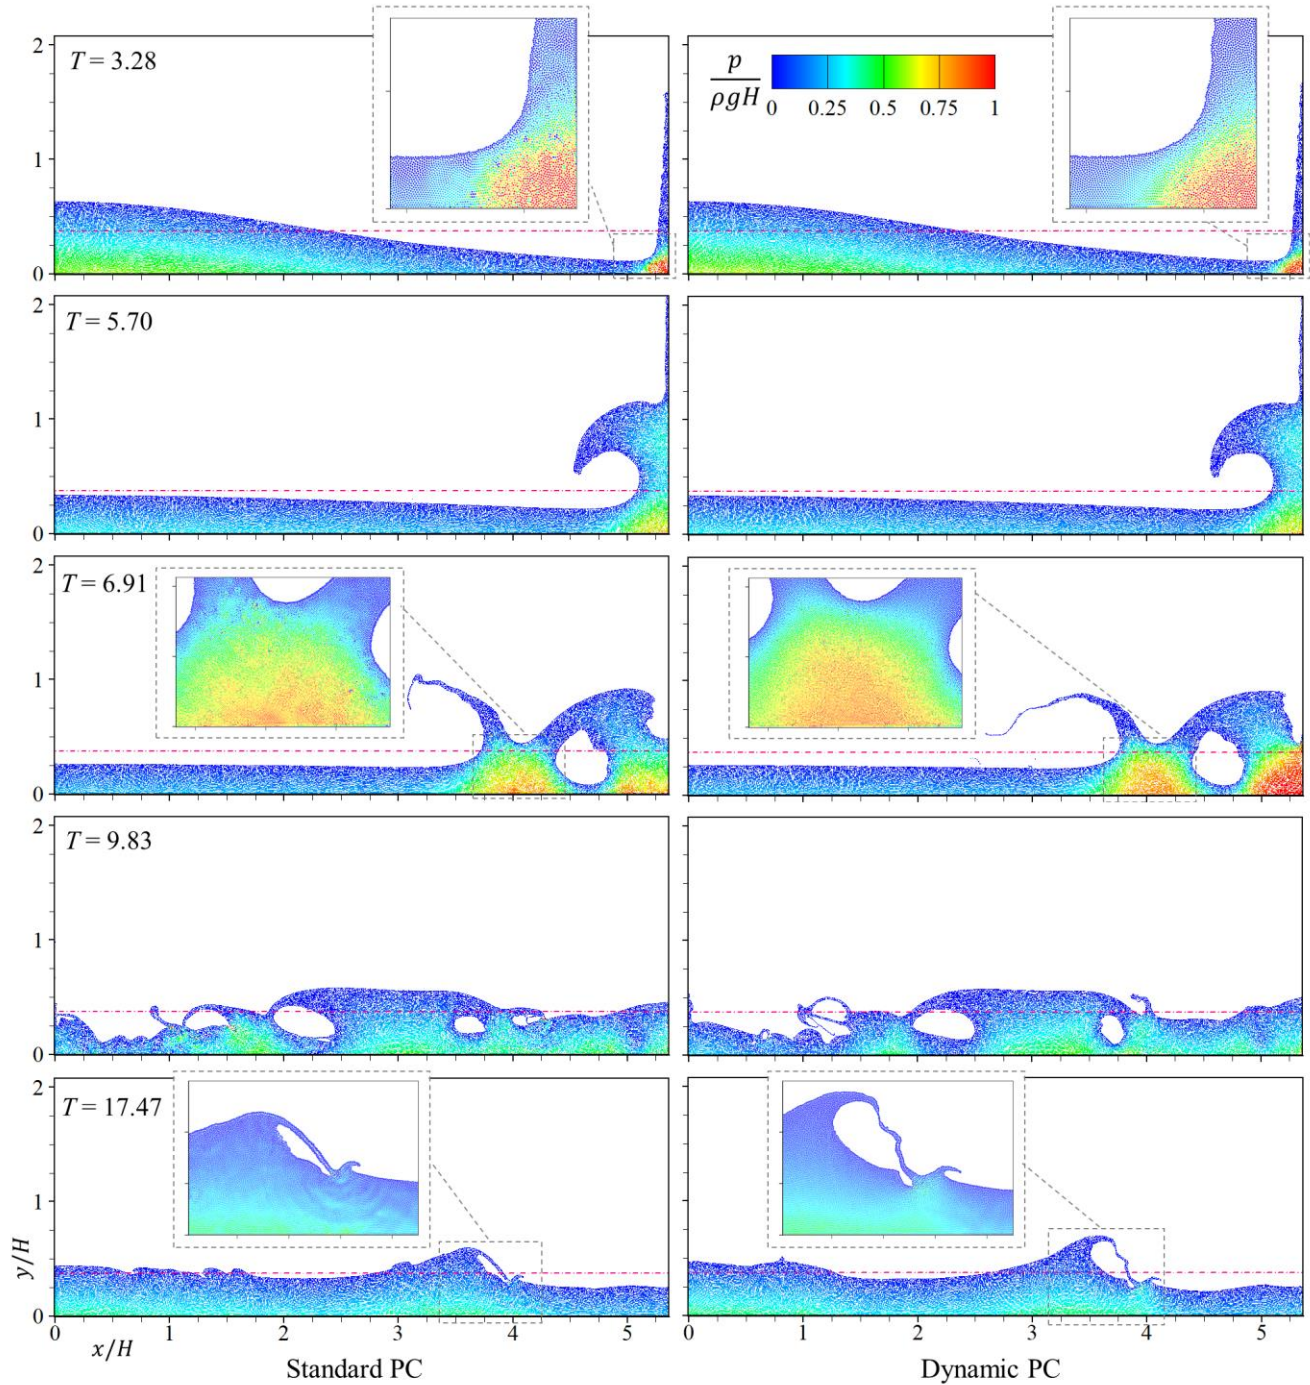 T = 3.28
p/ρgH
0 0.25 0.5 0.75 1
2
1
0
T = 5.70
2
1
0
T = 6.91
2
1
0
T = 9.83
2
1
0
T = 17.47
2
1
0
y/H
0 1 2 3 4 5 0 1 2 3 4 5
x/H
Standard PC Dynamic PC